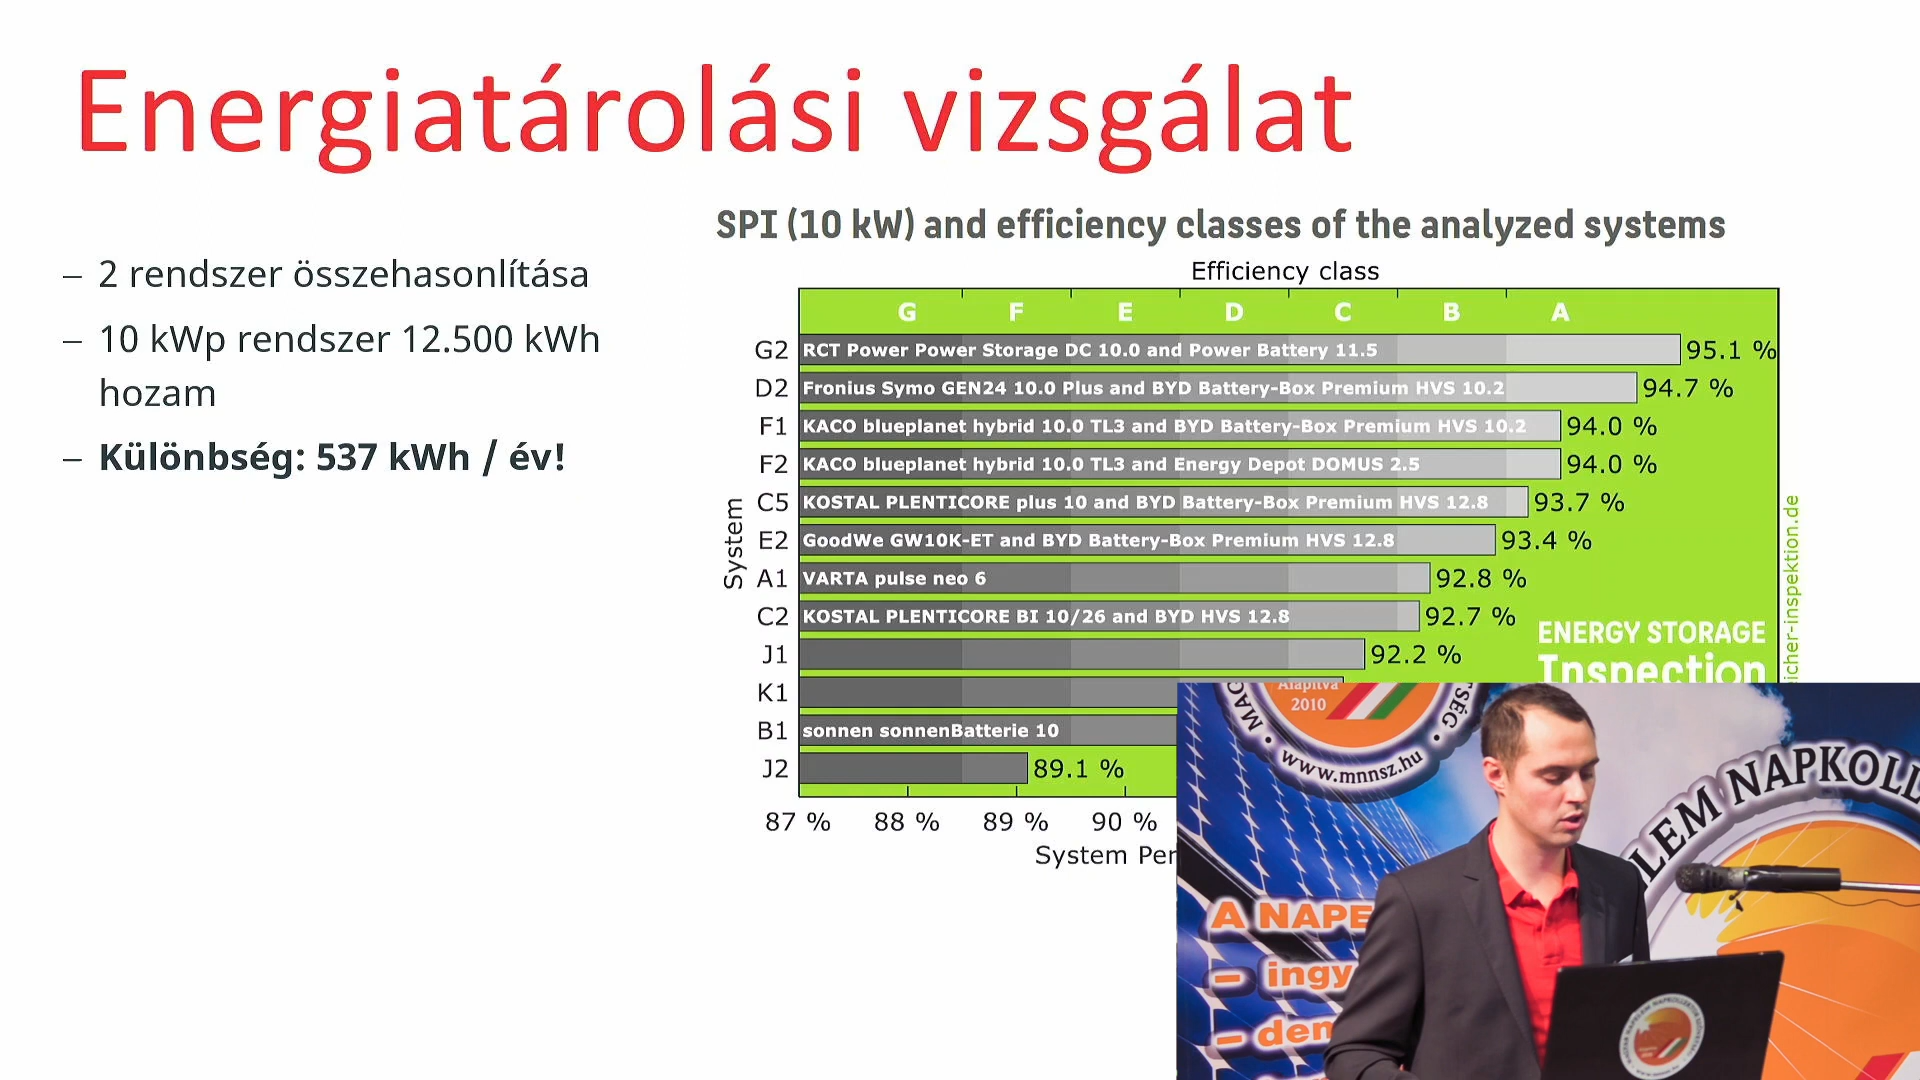 Energiatárolási vizsgálat
– 2 rendszer összehasonlítása
– 10 kWp rendszer 12.500 kWh
hozam
– Különbség: 537 kWh / év!
SPI (10 kW) and efficiency classes of the analyzed systems
Efficiency class
G F E D C B A
G2 RCT Power Power Storage DC 10.0 and Power Battery 11.5 95.1 %
D2 Fronius Symo GEN24 10.0 Plus and BYD Battery-Box Premium HVS 10.2 94.7 %
F1 KACO blueplanet hybrid 10.0 TL3 and BYD Battery-Box Premium HVS 10.2 94.0 %
F2 KACO blueplanet hybrid 10.0 TL3 and Energy Depot DOMUS 2.5 94.0 %
C5 KOSTAL PLENTICORE plus 10 and BYD Battery-Box Premium HVS 12.8 93.7 %
E2 GoodWe GW10K-ET and BYD Battery-Box Premium HVS 12.8 93.4 %
A1 VARTA pulse neo 6 92.8 %
C2 KOSTAL PLENTICORE BI 10/26 and BYD HVS 12.8 92.7 %
J1 92.2 %
K1
B1 sonnen sonnenBatterie 10
J2 89.1 %
System
87 % 88 % 89 % 90 %
System Per
eicher-inspektion.de
ENERGY STORAGE
Inspection
Alapítva
2010
MAG
SÉG
• www.mnnsz.hu •
LEM NAPKOLL
A NAPE
– ingy
– den